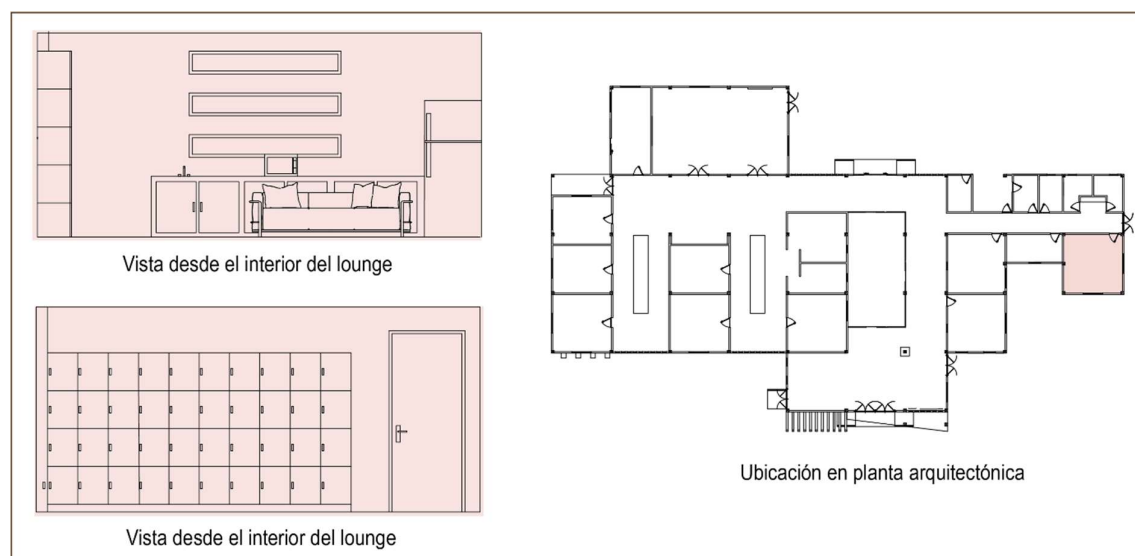 Vista desde el interior del lounge
Vista desde el interior del lounge
Ubicación en planta arquitectónica